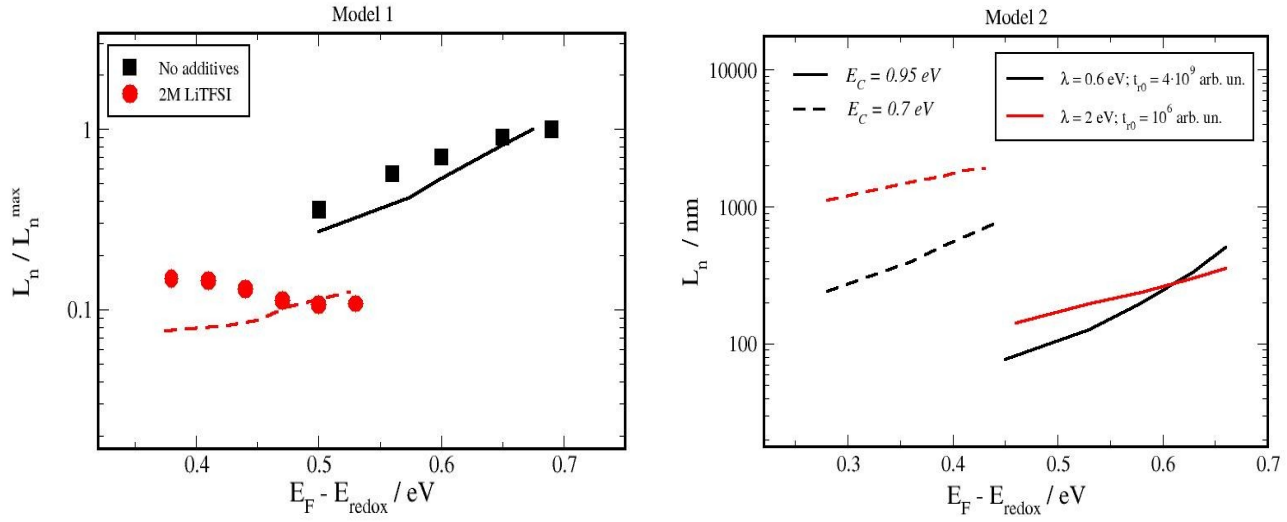 Model 1
No additives
2M LiTFSI
1
0.1
L_n / L_n^max
0.4 0.5 0.6 0.7
E_F - E_redox / eV
Model 2
E_C = 0.95 eV
E_C = 0.7 eV
λ = 0.6 eV; t_r0 = 4·10^9 arb. un.
λ = 2 eV; t_r0 = 10^6 arb. un.
10000
1000
100
L_n / nm
0.3 0.4 0.5 0.6 0.7
E_F - E_redox / eV